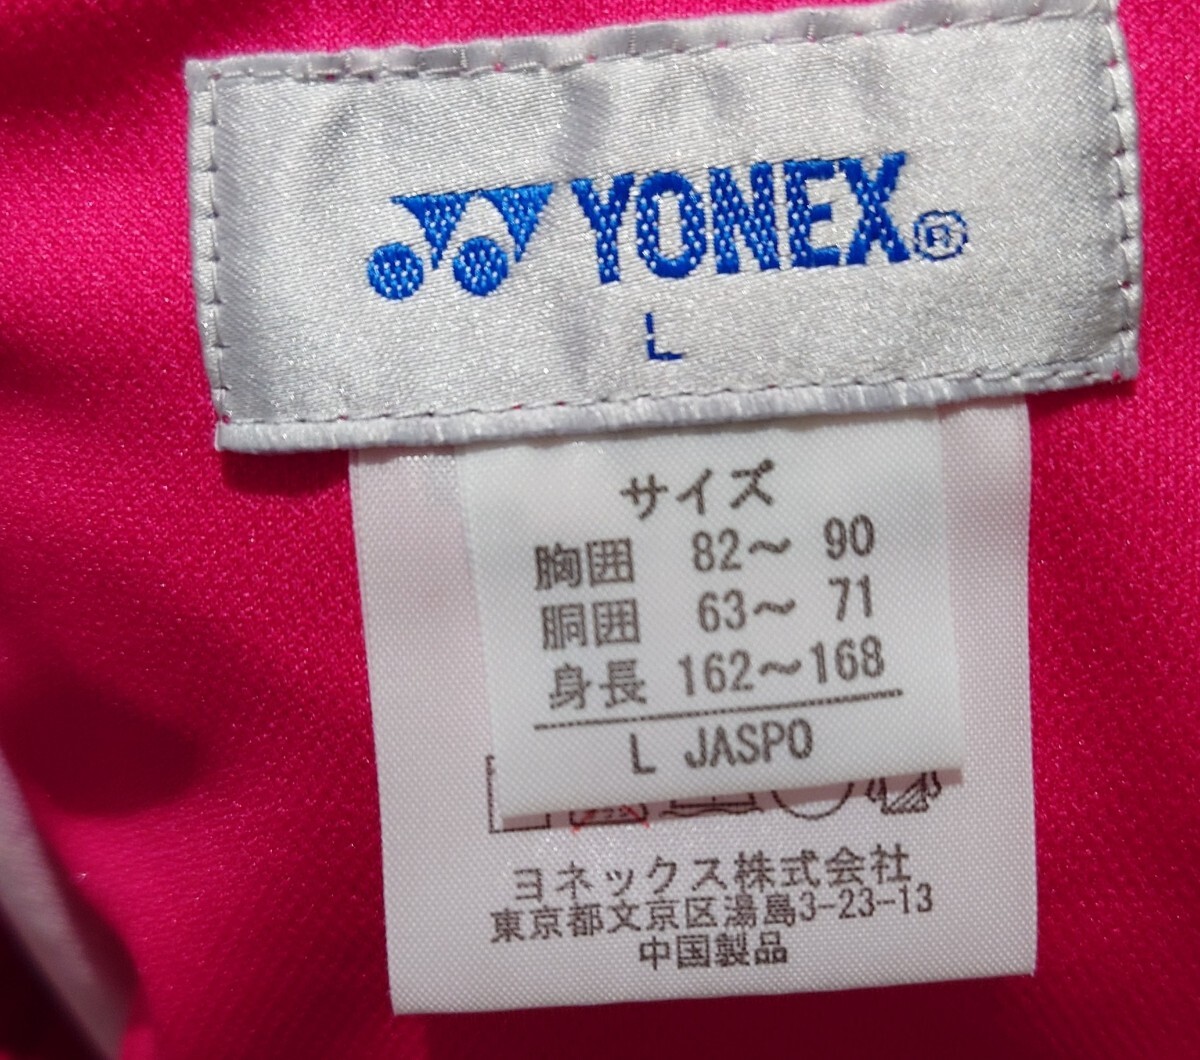 YONEX®
L
サイズ
胸囲 82～ 90
胴囲 63～ 71
身長 162～168
L JASPO
ヨネックス株式会社
東京都文京区湯島3-23-13
中国製品